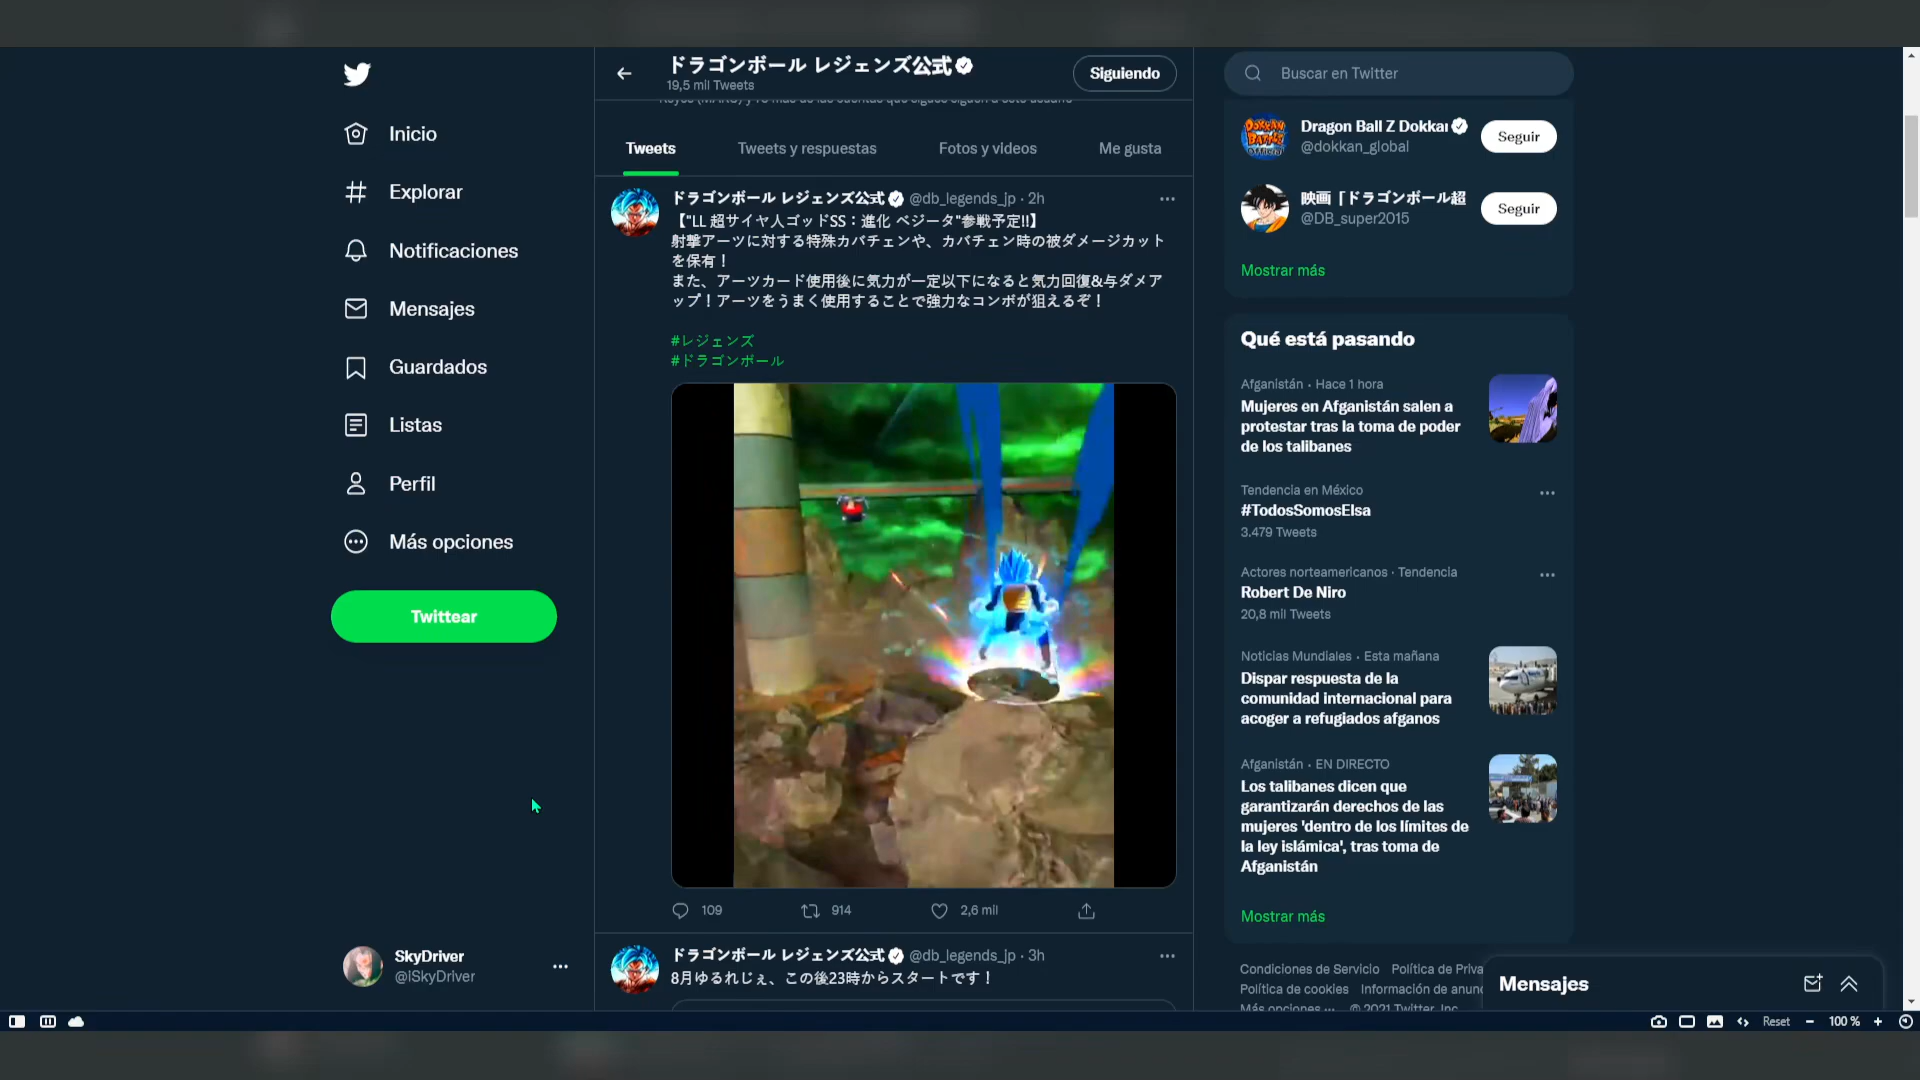 Inicio
Explorar
Notificaciones
Mensajes
Guardados
Listas
Perfil
Más opciones
Twittear
SkyDriver
@ISkyDriver
ドラゴンボール レジェンズ公式
19,5 mil Tweets
Siguiendo
Tweets
Tweets y respuestas
Fotos y videos
Me gusta
ドラゴンボール レジェンズ公式 @db_legends_jp · 2h
【"LL 超サイヤ人ゴッドSS：進化 ベジータ"参戦予定!!】
射撃アーツに対する特殊カバチェンや、カバチェン時の被ダメージカット
を保有！
また、アーツカード使用後に気力が一定以下になると気力回復&与ダメア
ップ！アーツをうまく使用することで強力なコンボが狙えるぞ！
#レジェンズ
#ドラゴンボール
109
914
2,6 mil
ドラゴンボール レジェンズ公式 @db_legends_jp · 3h
8月ゆるれじぇ、この後23時からスタートです！
Buscar en Twitter
Dragon Ball Z Dokkan
@dokkan_global
Seguir
映画「ドラゴンボール超
@DB_super2015
Seguir
Mostrar más
Qué está pasando
Afganistán · Hace 1 hora
Mujeres en Afganistán salen a
protestar tras la toma de poder
de los talibanes
Tendencia en México
#TodosSomosElsa
3.479 Tweets
Actores norteamericanos · Tendencia
Robert De Niro
20,8 mil Tweets
Noticias Mundiales · Esta mañana
Dispar respuesta de la
comunidad internacional para
acoger a refugiados afganos
Afganistán · EN DIRECTO
Los talibanes dicen que
garantizarán derechos de las
mujeres 'dentro de los límites de
la ley islámica', tras toma de
Afganistán
Mostrar más
Condiciones de Servicio Política de Priva
Política de cookies Información de anunc
Más opciones ··· © 2021 Twitter, Inc.
Mensajes
Reset
100 %